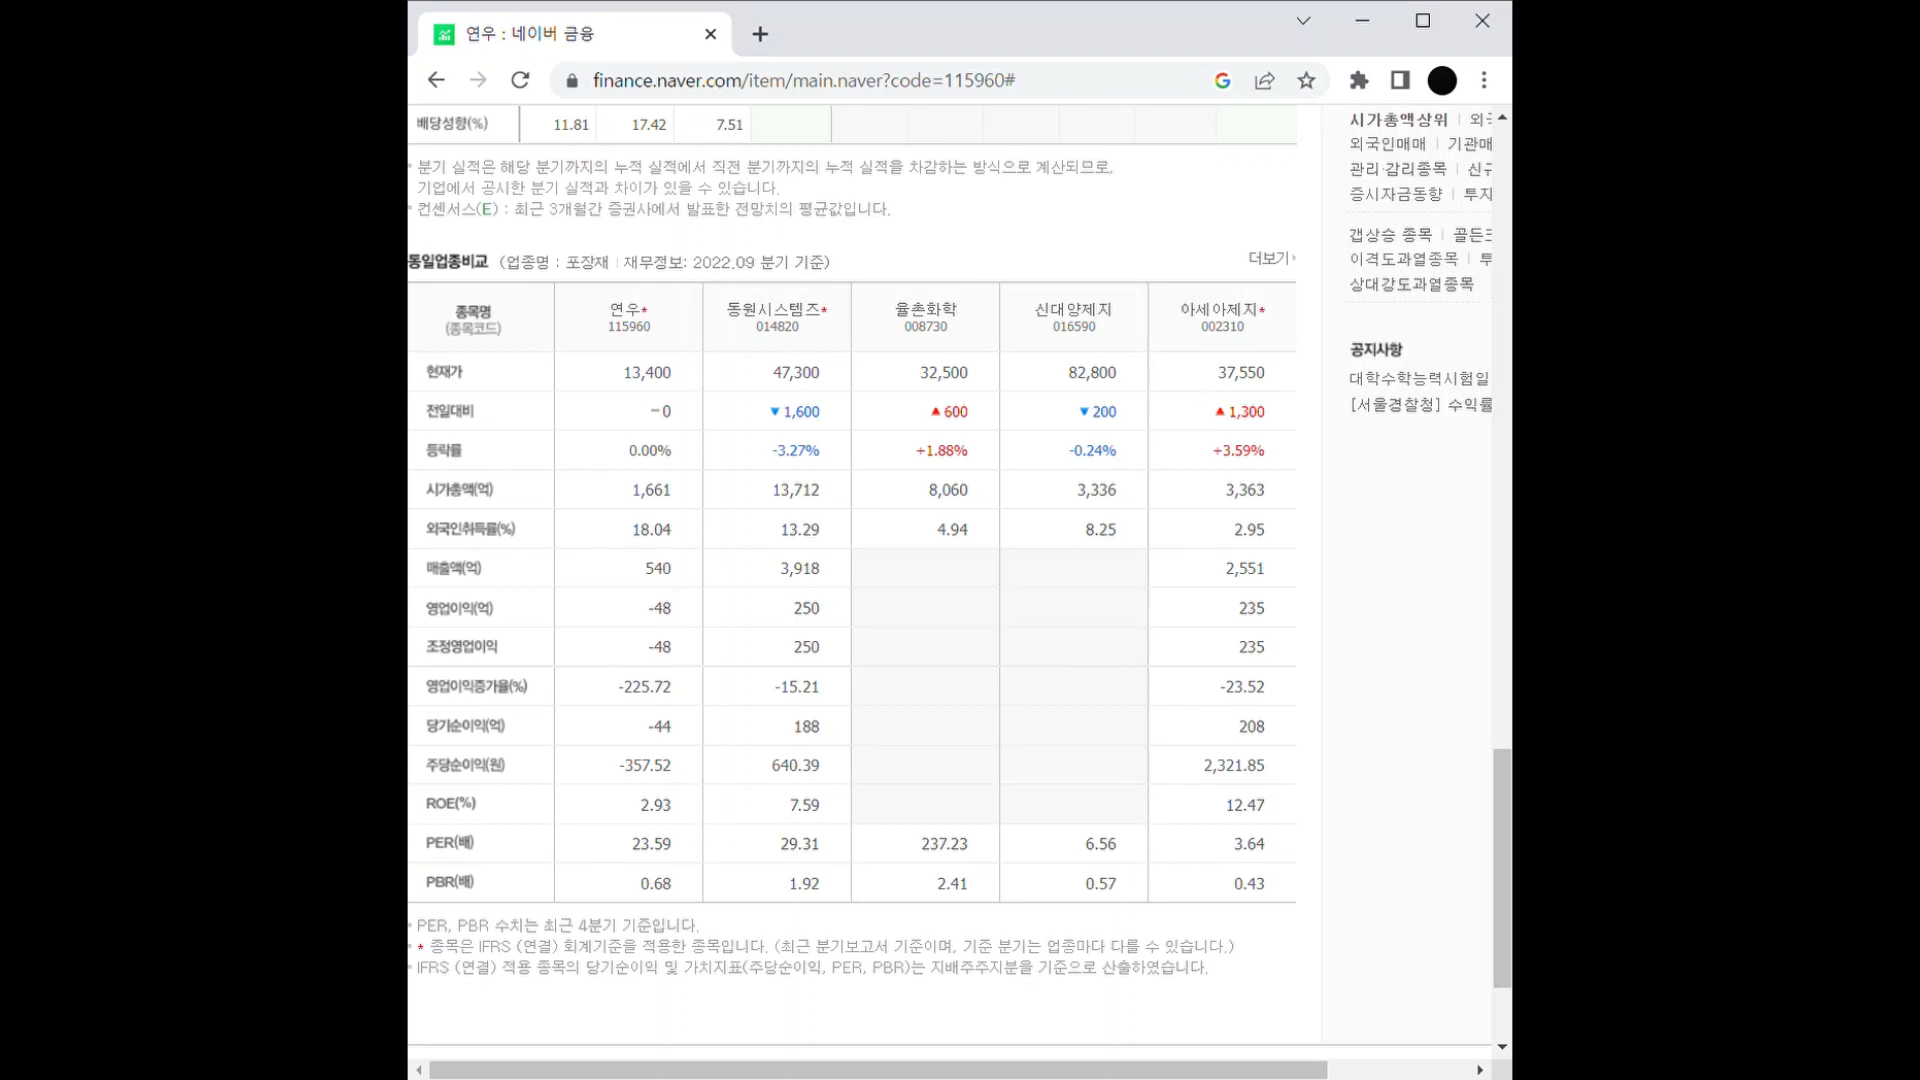 연우 : 네이버 금융
finance.naver.com/item/main.naver?code=115960#
배당성향(%) 11.81 17.42 7.51
분기 실적은 해당 분기까지의 누적 실적에서 직전 분기까지의 누적 실적을 차감하는 방식으로 계산되므로,
기업에서 공시한 분기 실적과 차이가 있을 수 있습니다.
컨센서스(E) : 최근 3개월간 증권사에서 발표한 전망치의 평균값입니다.
동일업종비교 (업종명 : 포장재 | 재무정보: 2022.09 분기 기준) 더보기
종목명 연우* 동원시스템즈* 율촌화학 신대양제지 아세아제지*
(종목코드) 115960 014820 008730 016590 002310
현재가 13,400 47,300 32,500 82,800 37,550
전일대비 0 ▼1,600 ▲600 ▼200 ▲1,300
등락률 0.00% -3.27% +1.88% -0.24% +3.59%
시가총액(억) 1,661 13,712 8,060 3,336 3,363
외국인취득률(%) 18.04 13.29 4.94 8.25 2.95
매출액(억) 540 3,918 2,551
영업이익(억) -48 250 235
조정영업이익 -48 250 235
영업이익증가율(%) -225.72 -15.21 -23.52
당기순이익(억) -44 188 208
주당순이익(원) -357.52 640.39 2,321.85
ROE(%) 2.93 7.59 12.47
PER(배) 23.59 29.31 237.23 6.56 3.64
PBR(배) 0.68 1.92 2.41 0.57 0.43
PER, PBR 수치는 최근 4분기 기준입니다.
* 종목은 IFRS (연결) 회계기준을 적용한 종목입니다. (최근 분기보고서 기준이며, 기준 분기는 업종마다 다를 수 있습니다.)
IFRS (연결) 적용 종목의 당기순이익 및 가치지표(주당순이익, PER, PBR)는 지배주주지분을 기준으로 산출하였습니다.
시가총액상위
외국인매매 | 기관매
관리·감리종목 | 신규
증시자금동향 | 투자
갭상승 종목 | 골든
이격도과열종목 | 투
상대강도과열종목
공지사항
대학수학능력시험일
[서울경찰청] 수익률